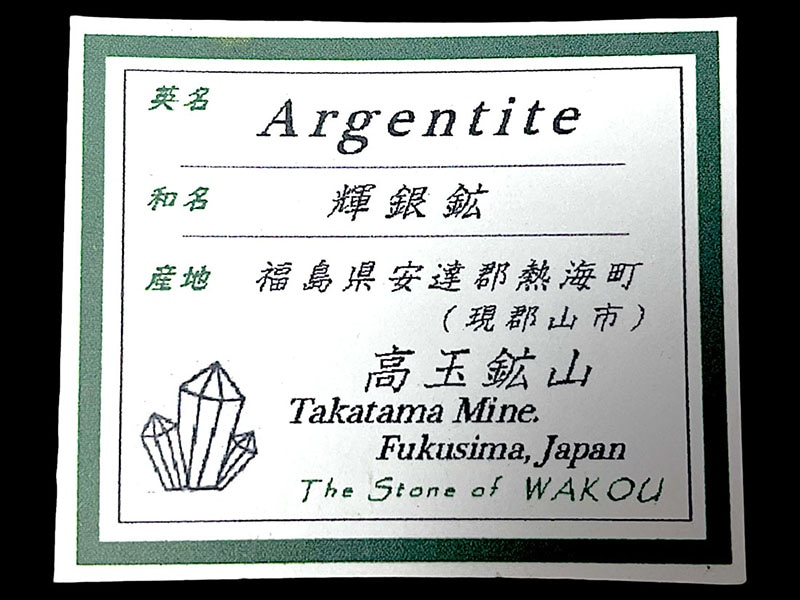 英名 Argentite
和名 輝銀鉱
産地 福島県安達郡熱海町
(現郡山市)
高玉鉱山
Takatama Mine.
Fukusima, Japan
The Stone of WAKOU